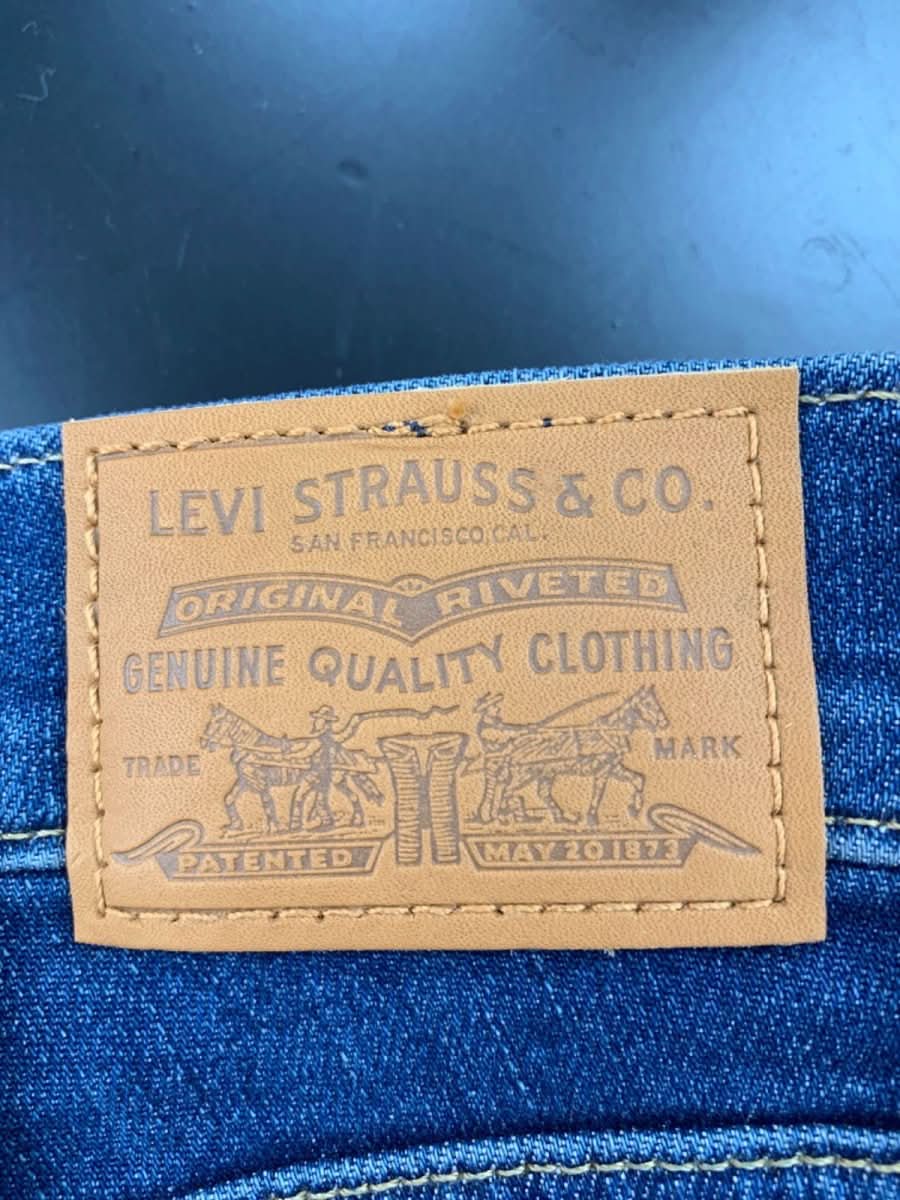 LEVI STRAUSS & CO.
SAN FRANCISCO, CAL.
ORIGINAL RIVETED
GENUINE QUALITY CLOTHING
TRADE MARK
PATENTED MAY 20 1873